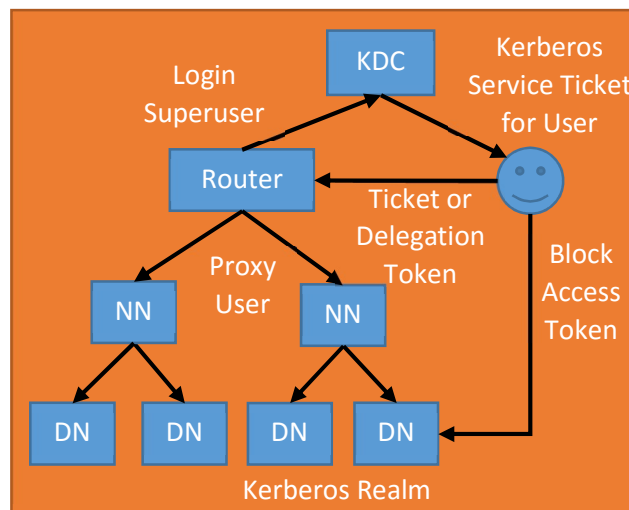 KDC
Kerberos
Service Ticket
for User
Login
Superuser
Router
Ticket or
Delegation
Token
Proxy
User
Block
Access
Token
NN
NN
DN
DN
DN
DN
Kerberos Realm